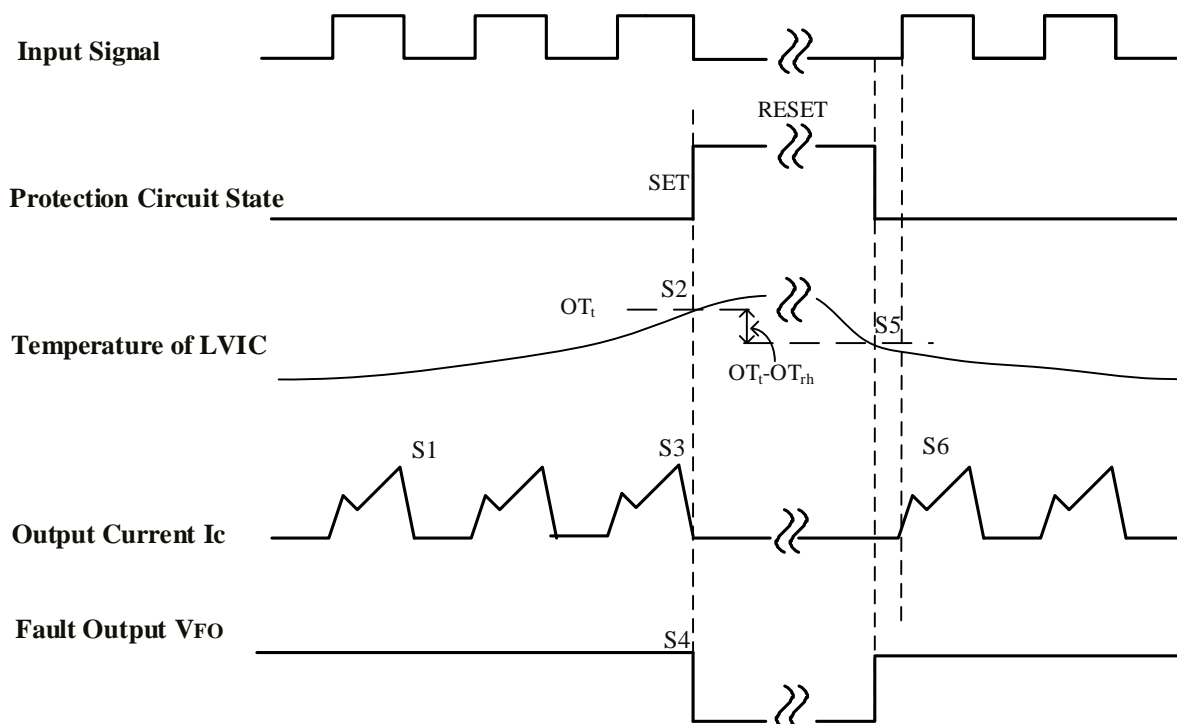 Input Signal
RESET
SET
Protection Circuit State
S2
OTt
S5
Temperature of LVIC
OTt-OTrh
S1
S3
S6
Output Current Ic
Fault Output VFO
S4